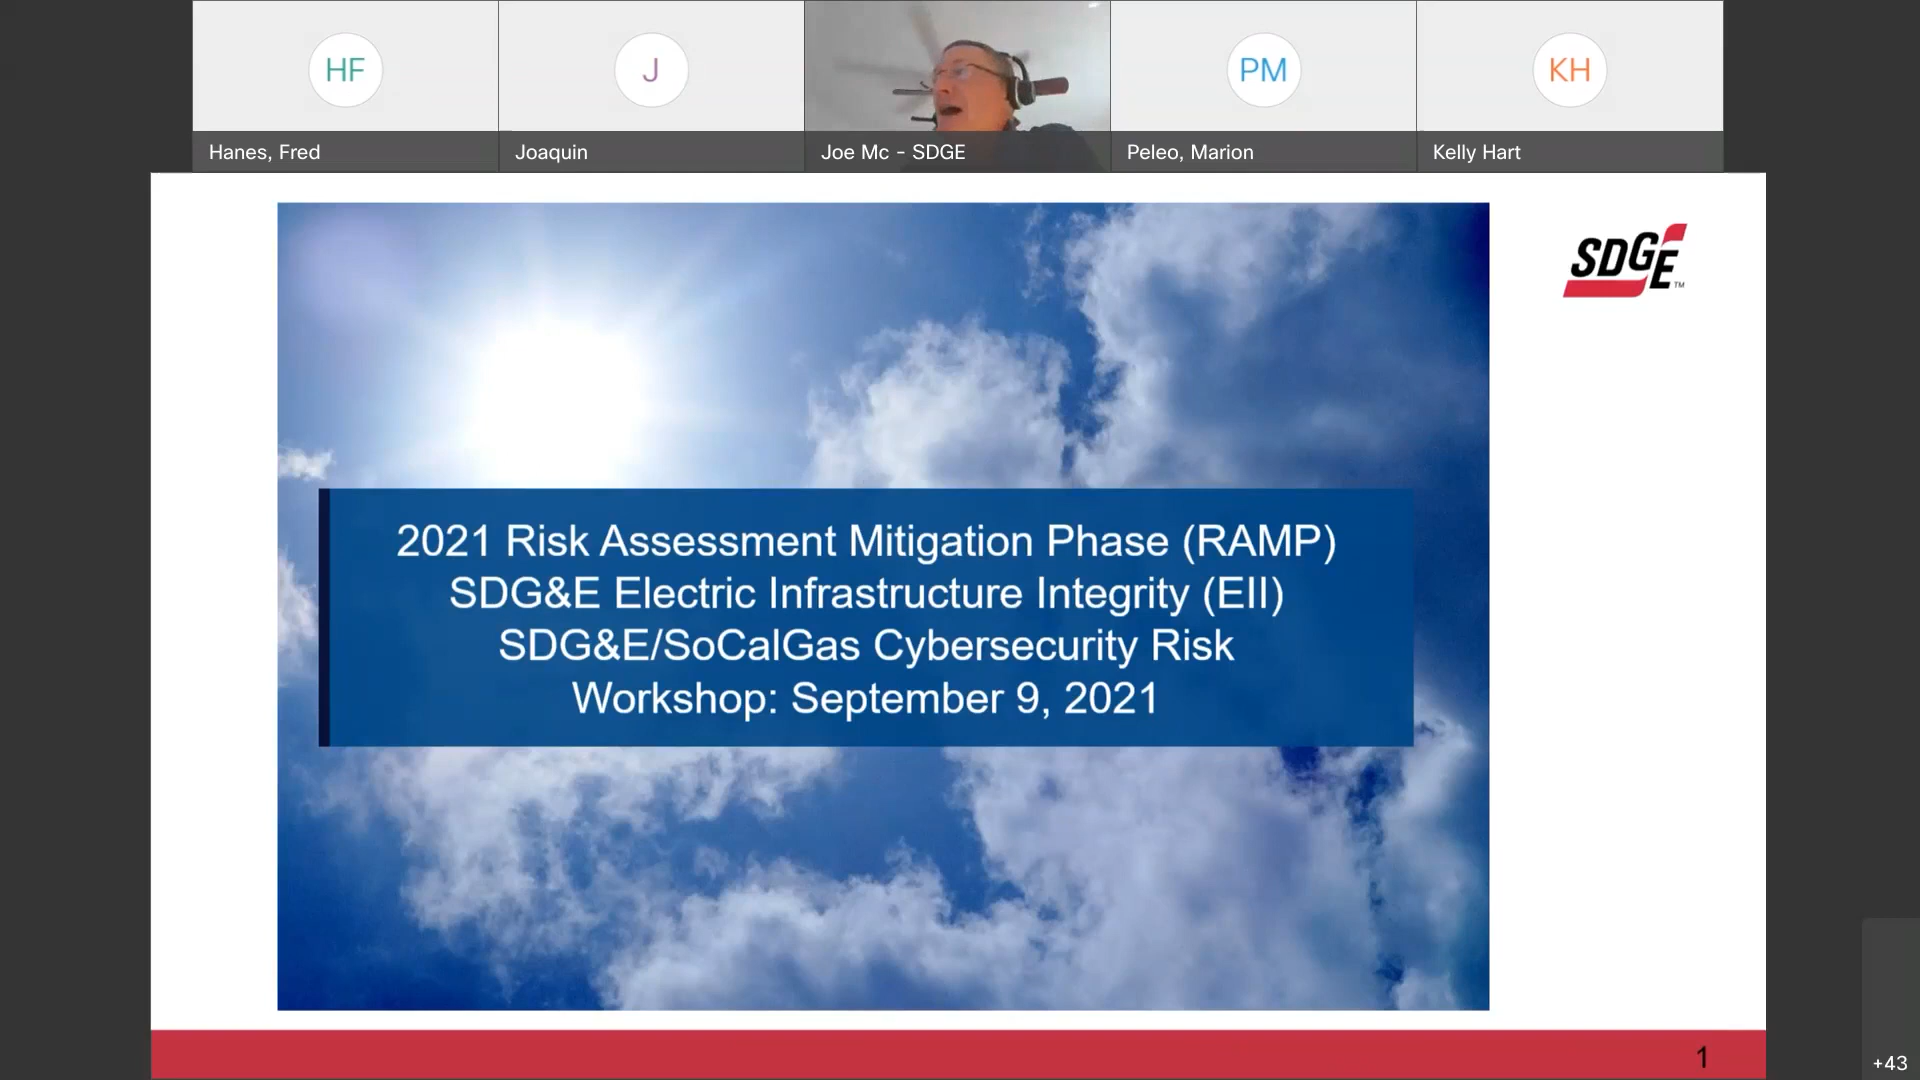 HF
J
PM
KH
Hanes, Fred
Joaquin
Joe Mc - SDGE
Peleo, Marion
Kelly Hart
SDGE™
2021 Risk Assessment Mitigation Phase (RAMP)
SDG&E Electric Infrastructure Integrity (EII)
SDG&E/SoCalGas Cybersecurity Risk
Workshop: September 9, 2021
1
+43